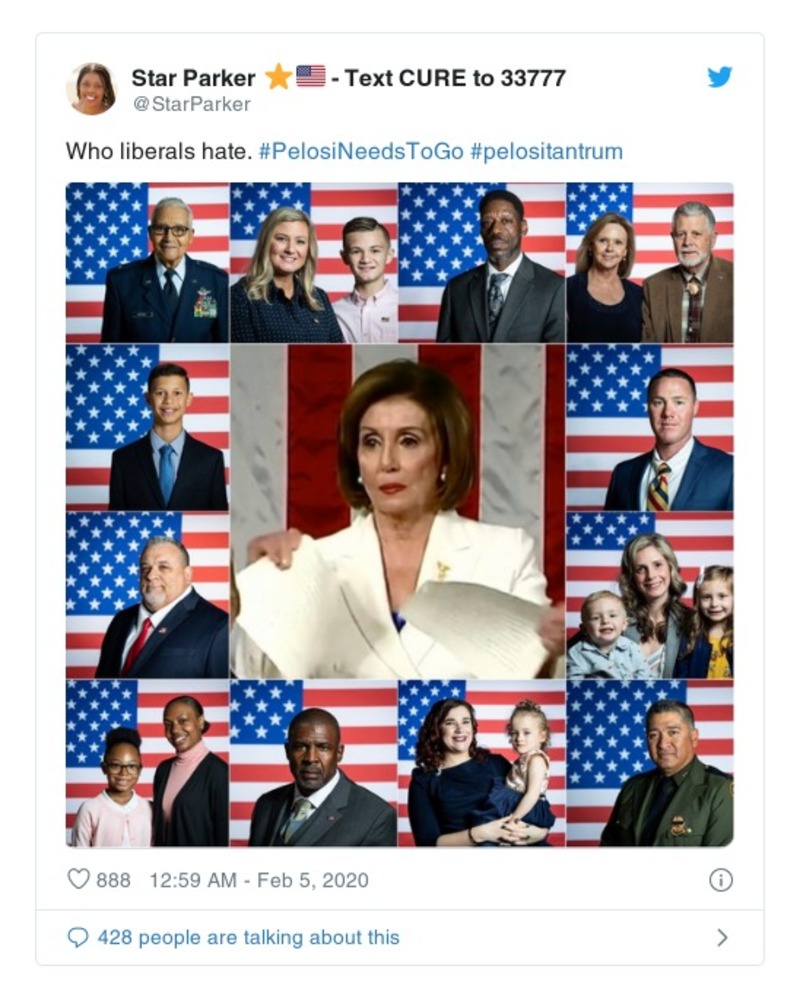 Star Parker ⭐🇺🇸 - Text CURE to 33777
@StarParker
Who liberals hate. #PelosiNeedsToGo #pelositantrum
888 12:59 AM - Feb 5, 2020
428 people are talking about this